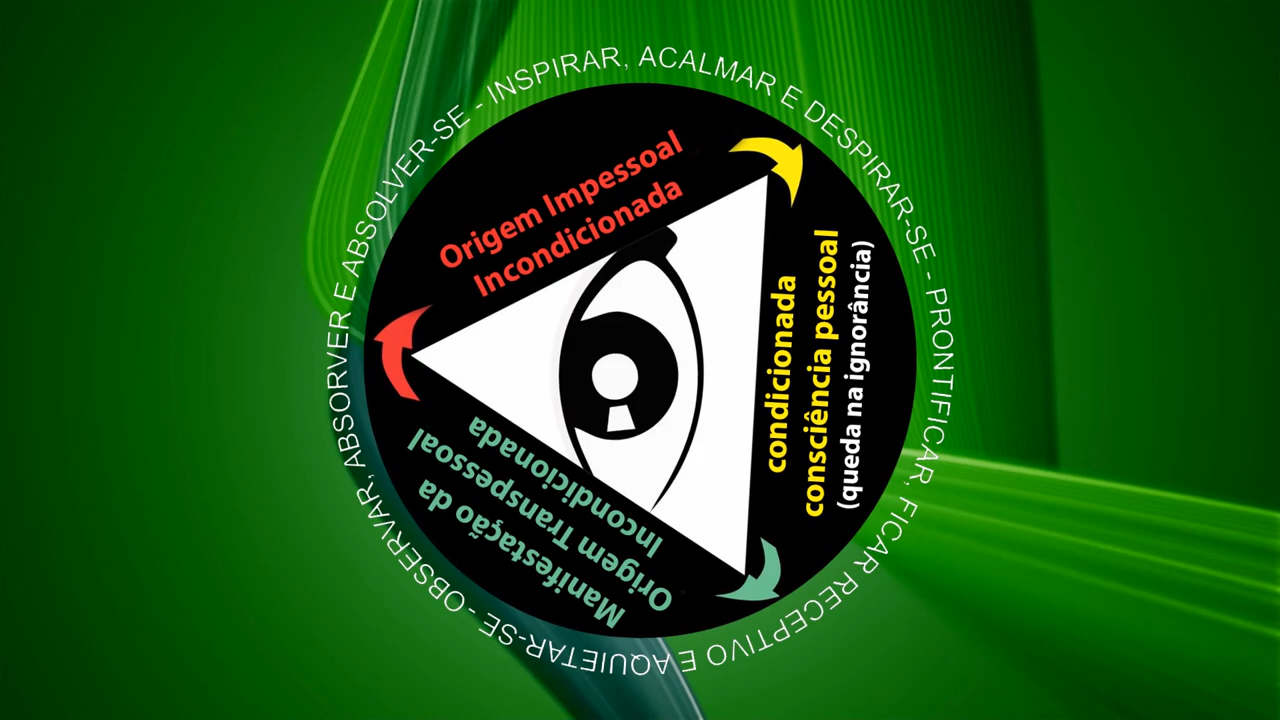 INSPIRAR, ACALMAR E DESPIRAR-SE - PRONTIFICAR, FICAR RECEPTIVO E AQUIETAR-SE - OBSERVAR, ABSORVER E ABSOLVER-SE -
Origem Impessoal
Incondicionada
condicionada
consciência pessoal
(queda na ignorância)
Manifestação da
Origem Transpessoal
Incondicionada